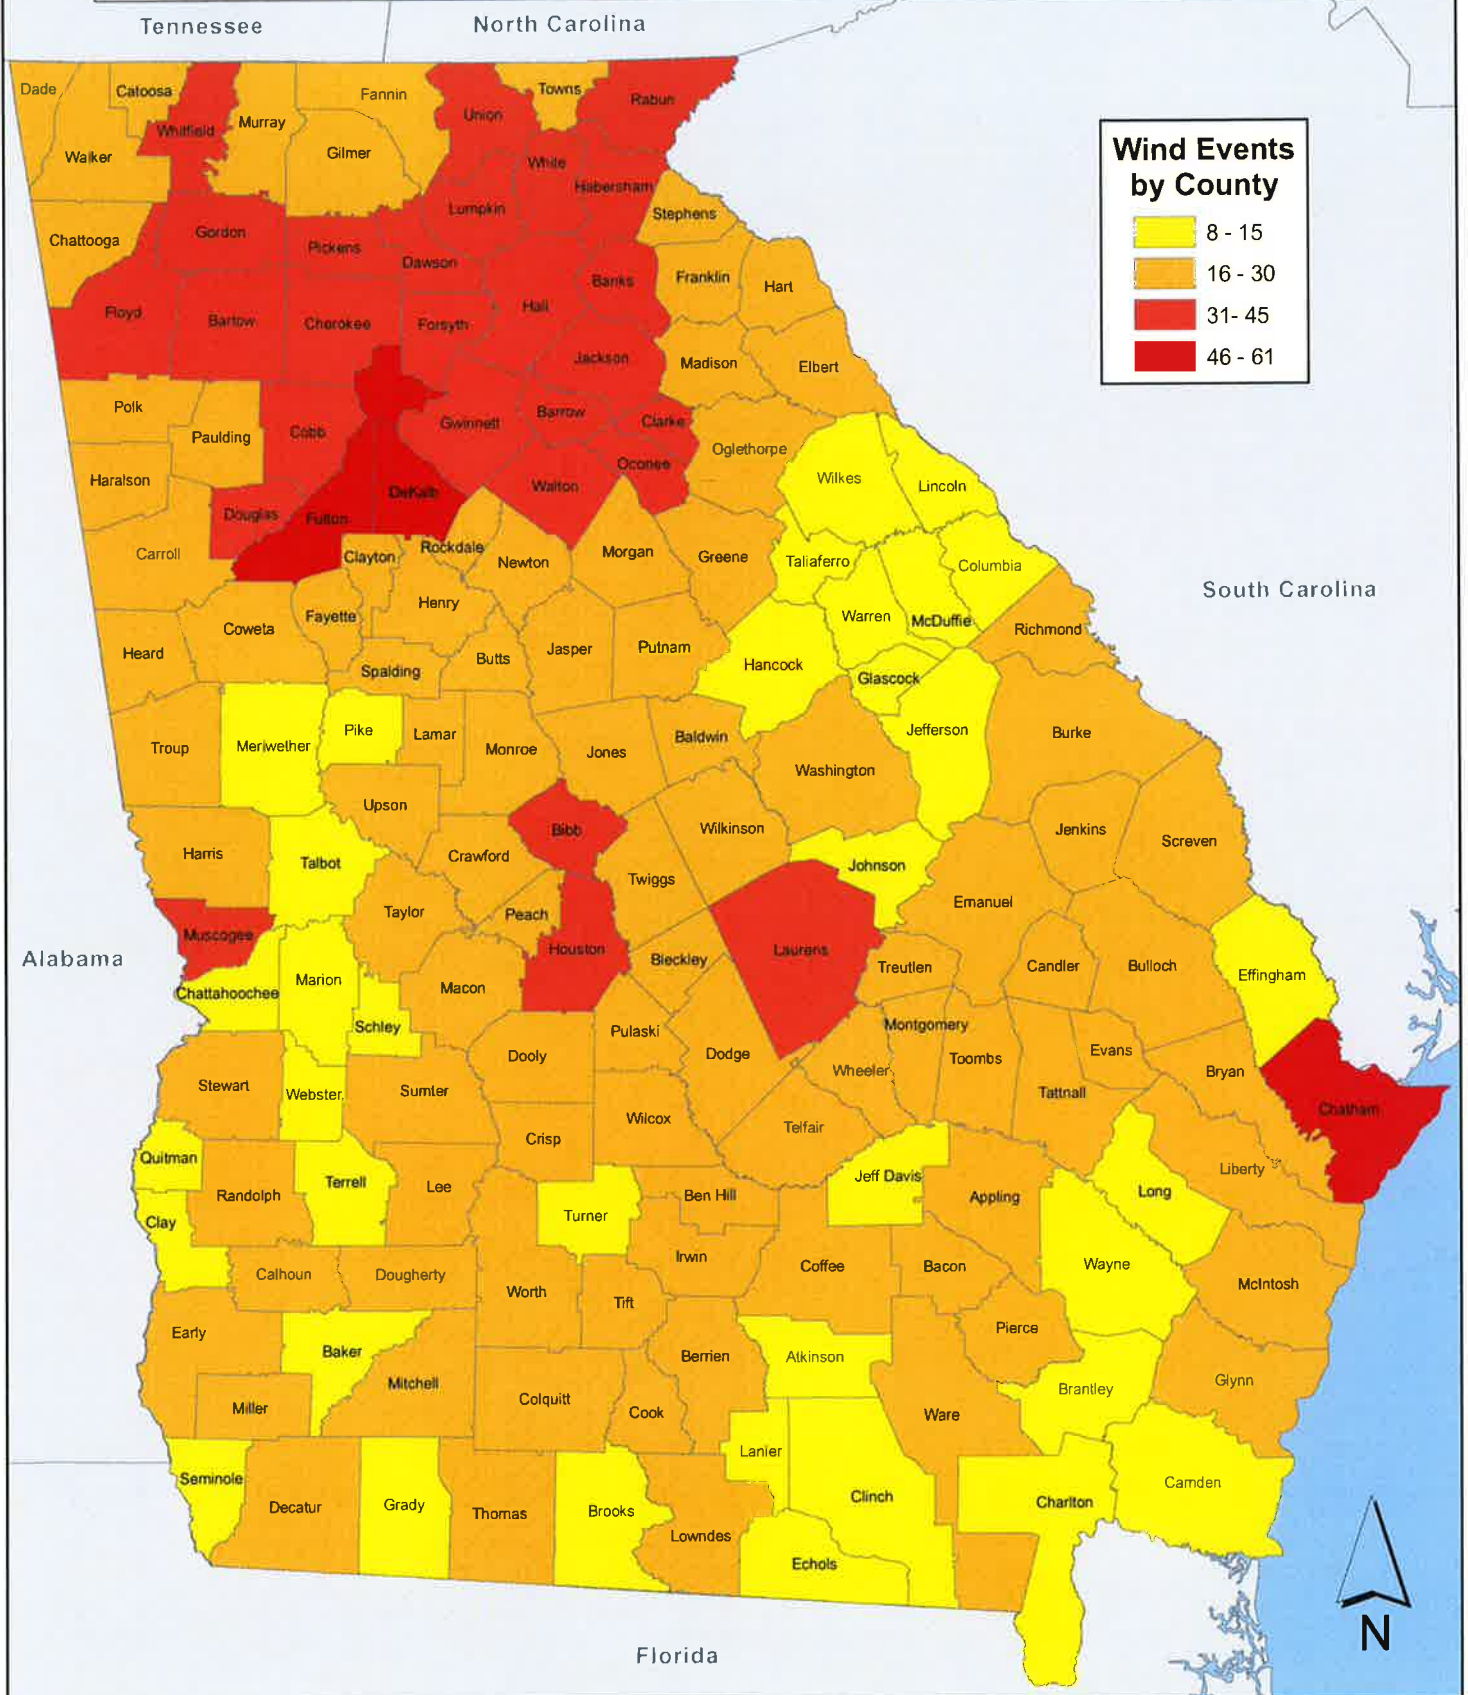 Tennessee
North Carolina
Dade
Catoosa
Fannin
Towns
Rabun
Whitfield
Murray
Union
Walker
Gilmer
White
Habersham
Lumpkin
Stephens
Chattooga
Gordon
Pickens
Dawson
Banks
Franklin
Hart
Hall
Floyd
Bartow
Cherokee
Forsyth
Jackson
Madison
Elbert
Polk
Paulding
Cobb
Gwinnett
Barrow
Clarke
Oglethorpe
Oconee
Haralson
Walton
DeKalb
Wilkes
Lincoln
Douglas
Fulton
Carroll
Clayton
Rockdale
Newton
Morgan
Greene
Taliaferro
Columbia
Henry
Fayette
Coweta
Warren
McDuffie
Richmond
Heard
Spalding
Butts
Jasper
Putnam
Hancock
Glascock
Troup
Meriwether
Pike
Lamar
Monroe
Jones
Baldwin
Washington
Jefferson
Burke
Upson
Bibb
Wilkinson
Jenkins
Screven
Harris
Talbot
Crawford
Twiggs
Johnson
Taylor
Peach
Emanuel
Muscogee
Houston
Laurens
Bleckley
Treutlen
Candler
Bulloch
Effingham
Chattahoochee
Marion
Macon
Schley
Pulaski
Montgomery
Dooly
Dodge
Wheeler
Toombs
Evans
Bryan
Stewart
Webster
Sumter
Tattnall
Chatham
Crisp
Wilcox
Telfair
Quitman
Liberty
Randolph
Terrell
Lee
Ben Hill
Jeff Davis
Appling
Long
Clay
Turner
Irwin
Coffee
Bacon
Wayne
McIntosh
Calhoun
Dougherty
Worth
Tift
Early
Baker
Berrien
Atkinson
Pierce
Brantley
Glynn
Miller
Mitchell
Colquitt
Cook
Ware
Lanier
Seminole
Decatur
Grady
Thomas
Brooks
Lowndes
Clinch
Charlton
Camden
Echols
Wind Events
by County
8 - 15
16 - 30
31- 45
46 - 61
South Carolina
Alabama
Florida
N